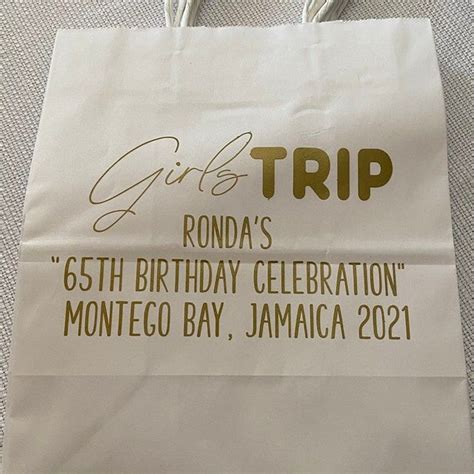 Girls TRIP
RONDA'S
"65TH BIRTHDAY CELEBRATION"
MONTEGO BAY, JAMAICA 2021